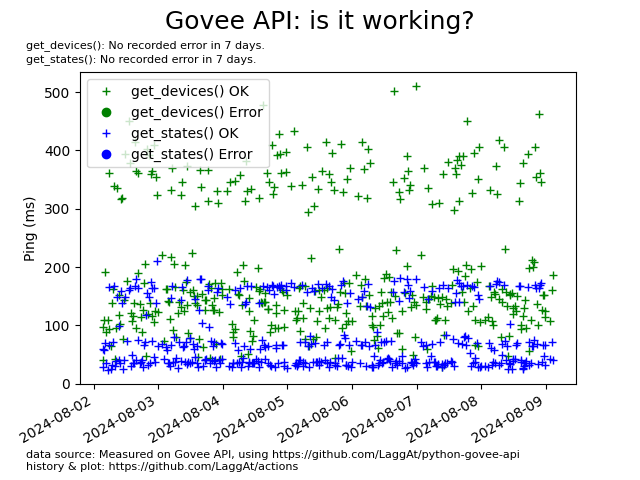 Govee API: is it working?
get_devices(): No recorded error in 7 days.
get_states(): No recorded error in 7 days.
get_devices() OK
get_devices() Error
get_states() OK
get_states() Error
Ping (ms)
500
400
300
200
100
0
2024-08-02
2024-08-03
2024-08-04
2024-08-05
2024-08-06
2024-08-07
2024-08-08
2024-08-09
data source: Measured on Govee API, using https://github.com/LaggAt/python-govee-api
history & plot: https://github.com/LaggAt/actions